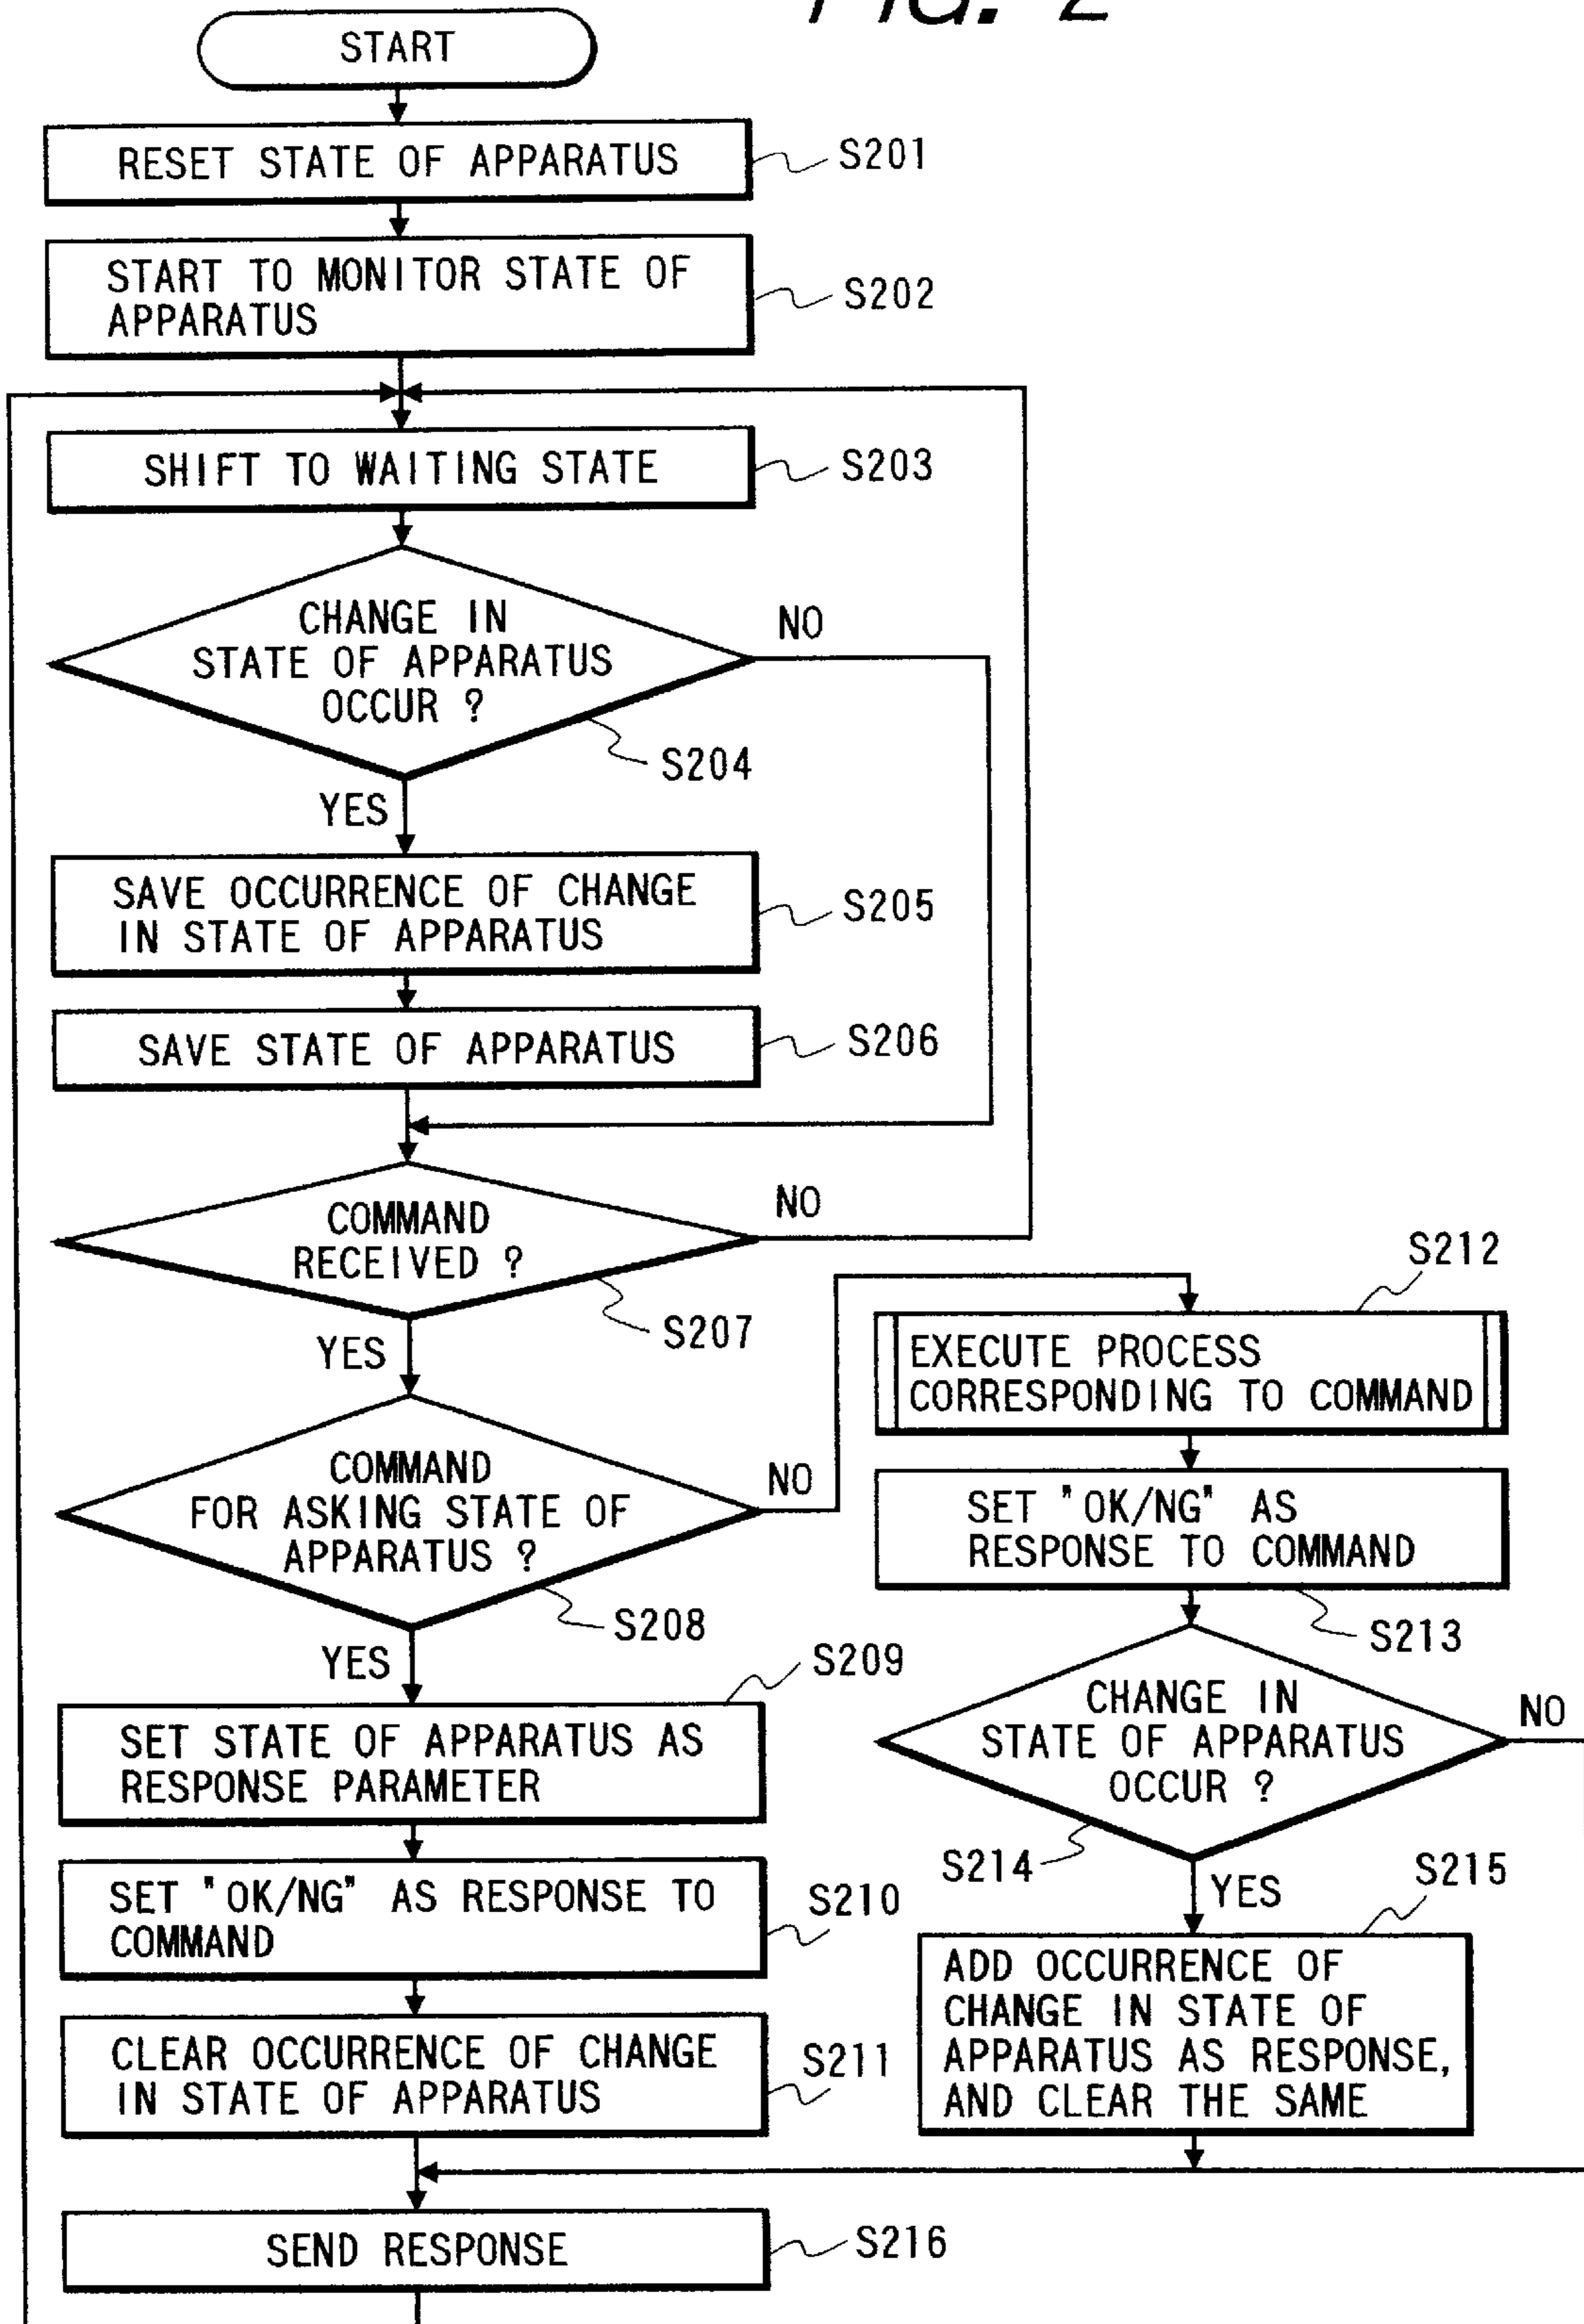 FIG. 2
START
RESET STATE OF APPARATUS
S201
START TO MONITOR STATE OF
APPARATUS
S202
SHIFT TO WAITING STATE
S203
CHANGE IN
STATE OF APPARATUS
OCCUR ?
NO
S204
YES
SAVE OCCURRENCE OF CHANGE
IN STATE OF APPARATUS
S205
SAVE STATE OF APPARATUS
S206
COMMAND
RECEIVED ?
NO
S207
YES
COMMAND
FOR ASKING STATE OF
APPARATUS ?
NO
S208
YES
S209
SET STATE OF APPARATUS AS
RESPONSE PARAMETER
SET "OK/NG" AS RESPONSE TO
COMMAND
S210
CLEAR OCCURRENCE OF CHANGE
IN STATE OF APPARATUS
S211
S212
EXECUTE PROCESS
CORRESPONDING TO COMMAND
SET "OK/NG" AS
RESPONSE TO COMMAND
S213
CHANGE IN
STATE OF APPARATUS
OCCUR ?
NO
S214
YES
S215
ADD OCCURRENCE OF
CHANGE IN STATE OF
APPARATUS AS RESPONSE,
AND CLEAR THE SAME
SEND RESPONSE
S216